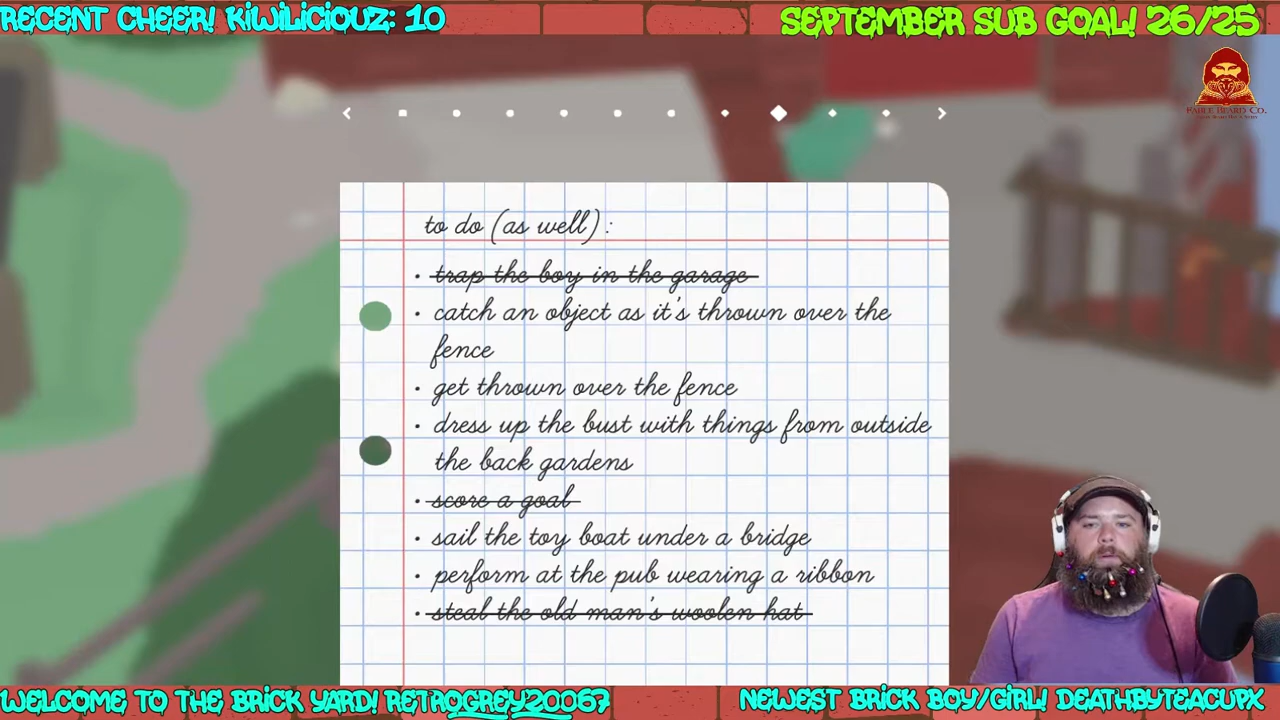 RECENT CHEER! KIWILICIOUZ: 10
SEPTEMBER SUB GOAL! 26/25
to do (as well):
• trap the boy in the garage
• catch an object as it's thrown over the
fence
• get thrown over the fence
• dress up the bust with things from outside
the back gardens
• score a goal
• sail the toy boat under a bridge
• perform at the pub wearing a ribbon
• steal the old man's woolen hat
WELCOME TO THE BRICK YARD! RETROGREY20067
NEWEST BRICK BOY/GIRL! DEATHBYTEACUPX